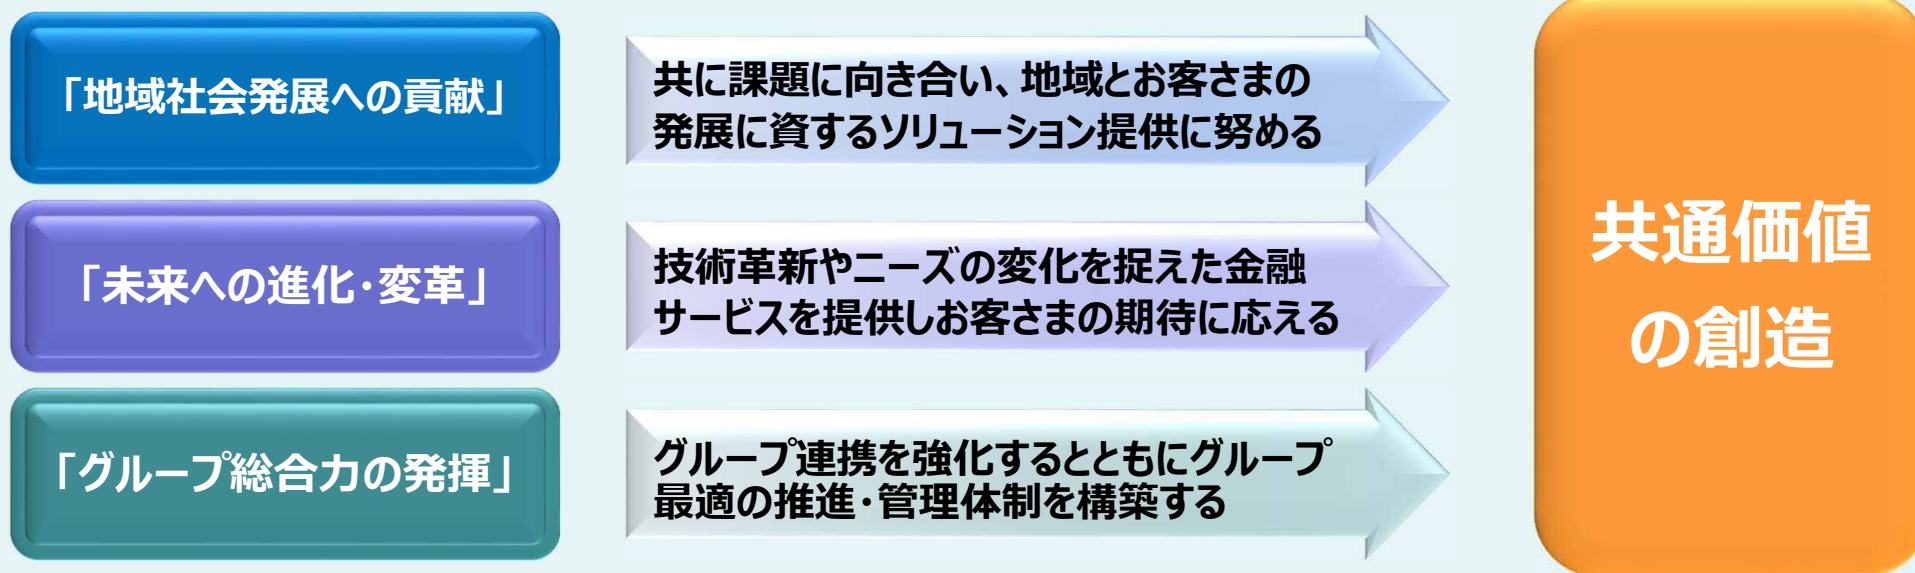 「地域社会発展への貢献」
共に課題に向き合い、地域とお客さまの
発展に資するソリューション提供に努める
「未来への進化・変革」
技術革新やニーズの変化を捉えた金融
サービスを提供しお客さまの期待に応える
「グループ総合力の発揮」
グループ連携を強化するとともにグループ
最適の推進・管理体制を構築する
共通価値
の創造